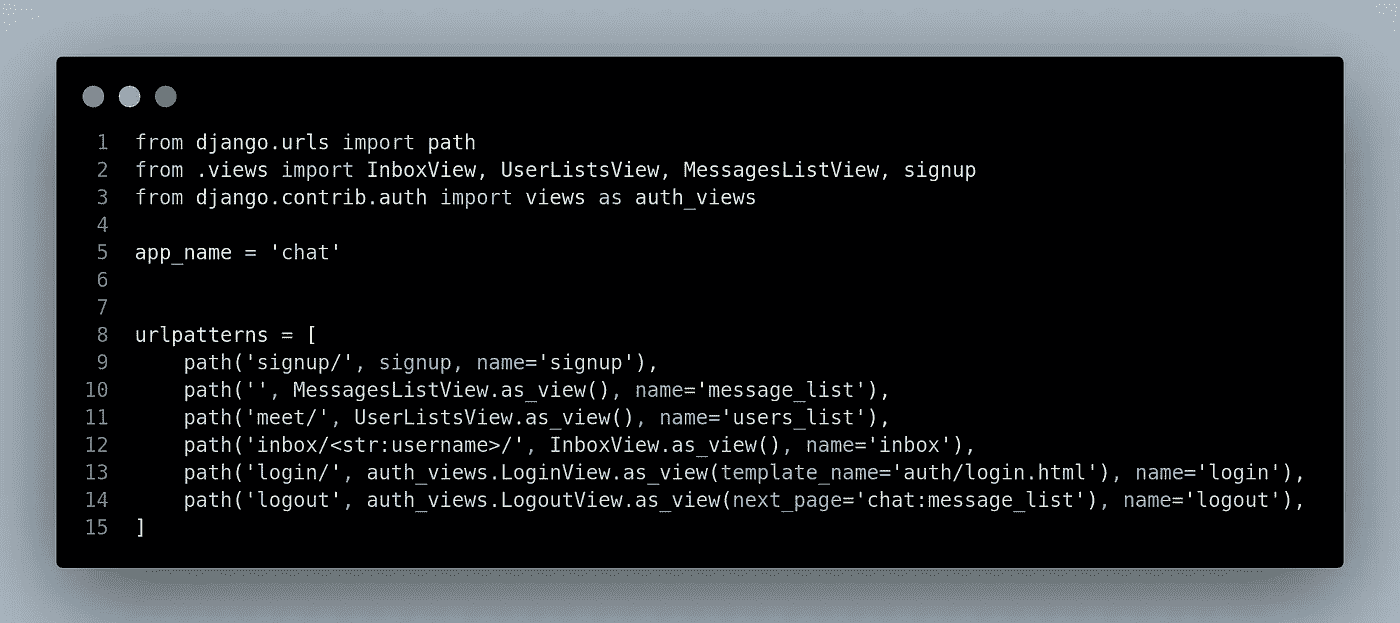 1 from django.urls import path
2 from .views import InboxView, UserListsView, MessagesListView, signup
3 from django.contrib.auth import views as auth_views
4
5 app_name = 'chat'
6
7
8 urlpatterns = [
9     path('signup/', signup, name='signup'),
10     path('', MessagesListView.as_view(), name='message_list'),
11     path('meet/', UserListsView.as_view(), name='users_list'),
12     path('inbox/<str:username>/', InboxView.as_view(), name='inbox'),
13     path('login/', auth_views.LoginView.as_view(template_name='auth/login.html'), name='login'),
14     path('logout', auth_views.LogoutView.as_view(next_page='chat:message_list'), name='logout'),
15 ]